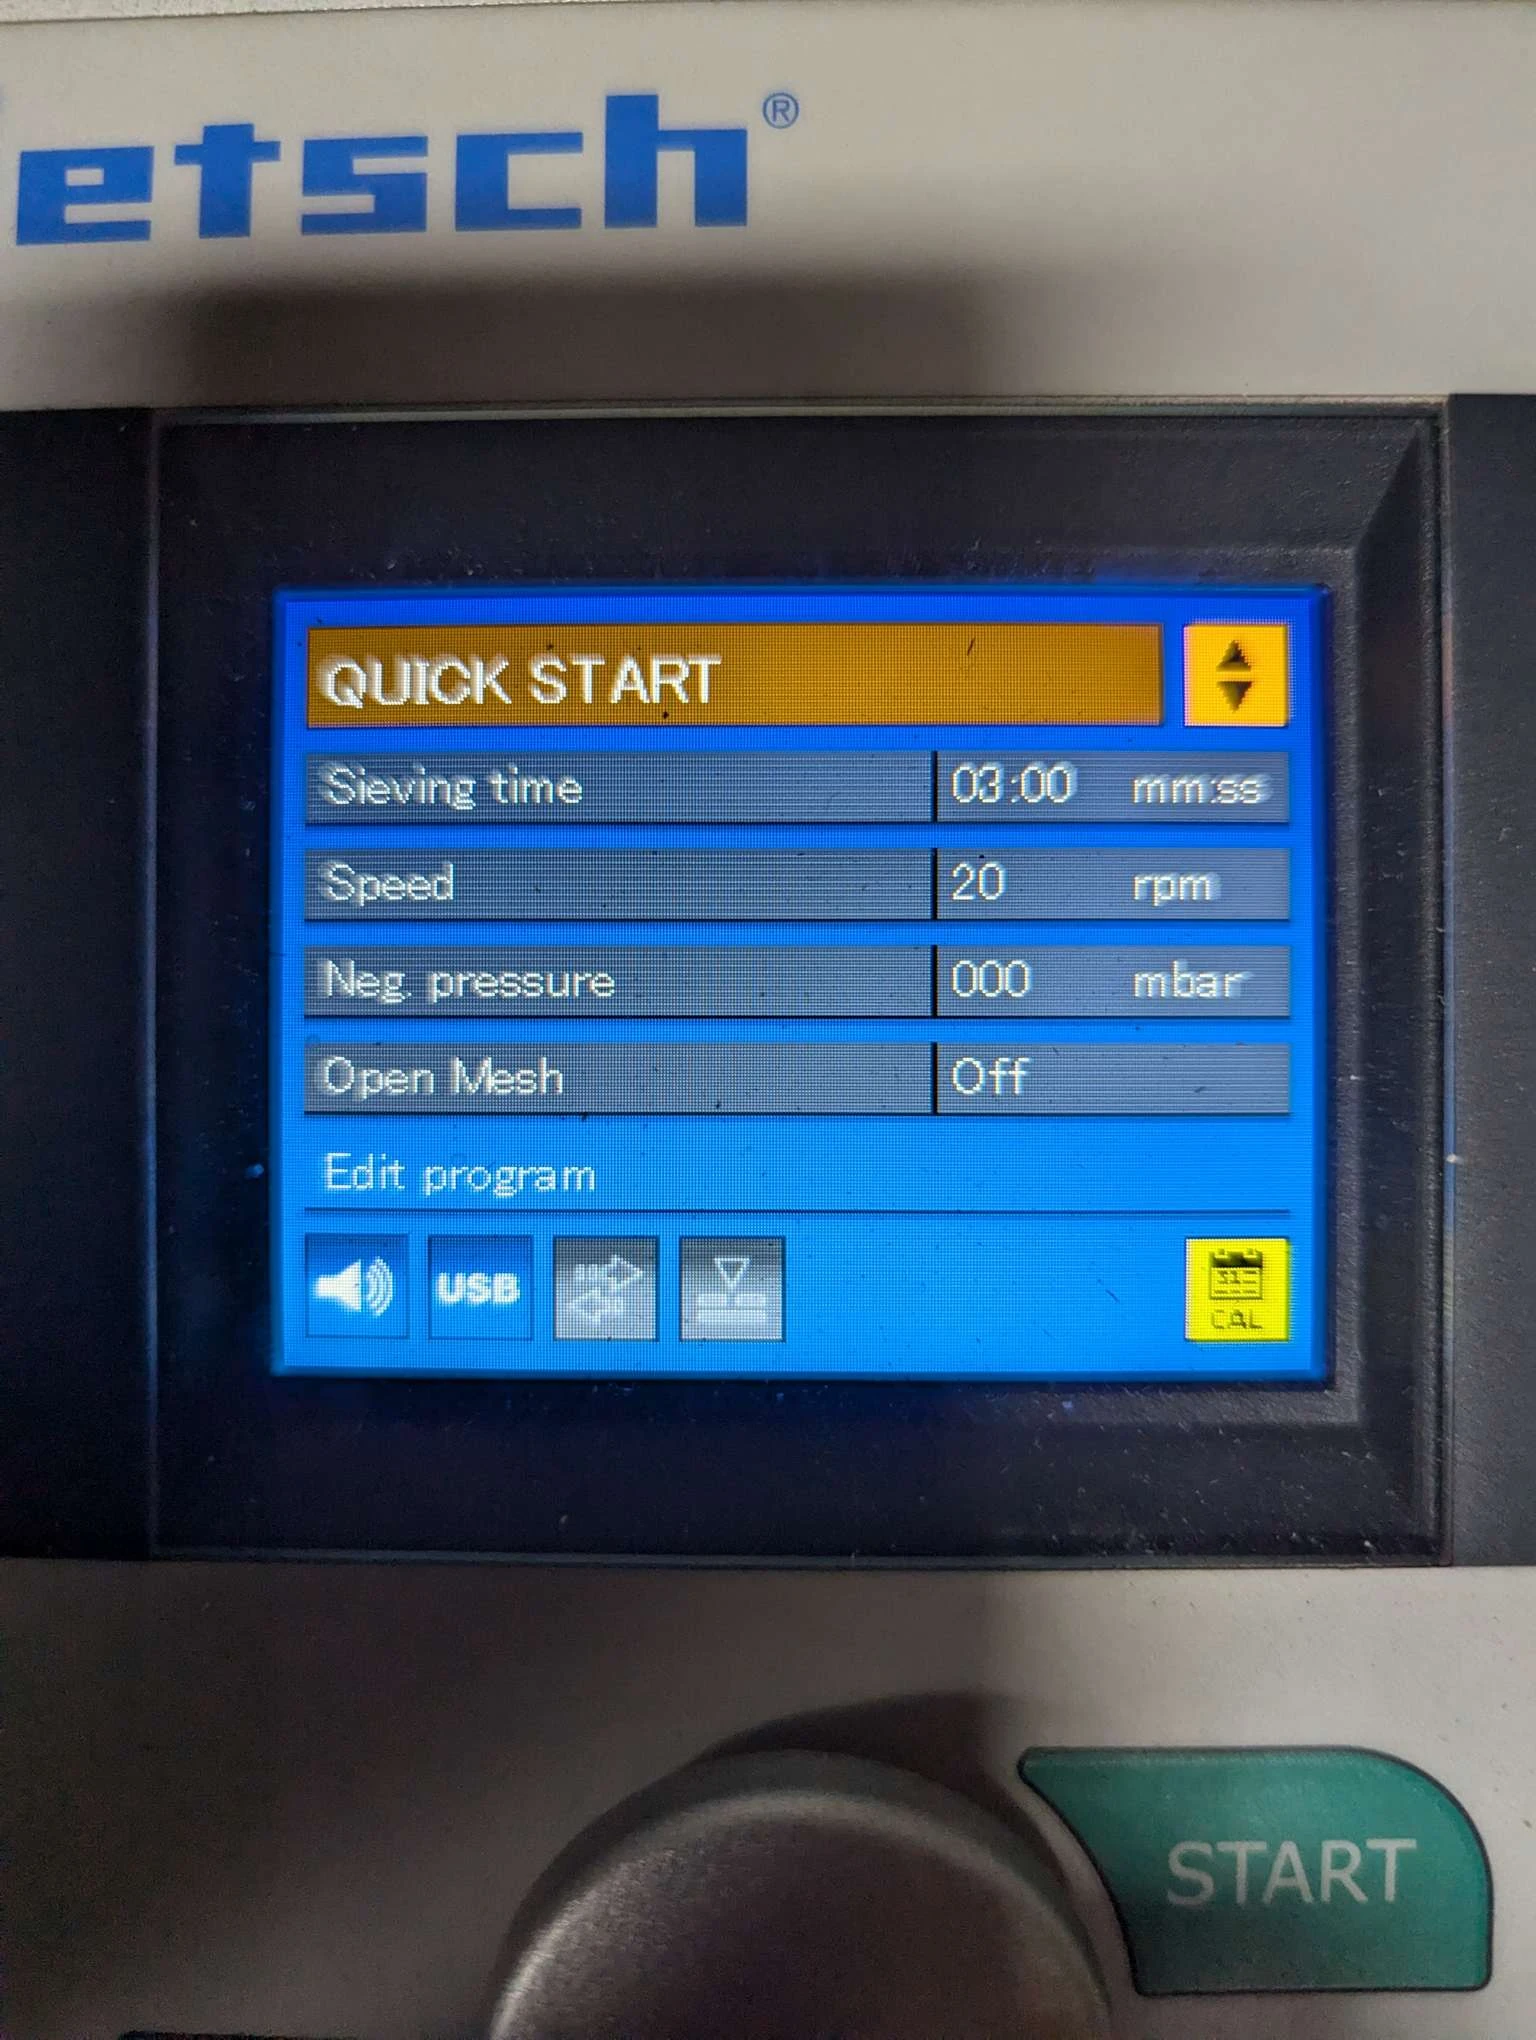 etsch®
QUICK START
Sieving time 03:00 mm:ss
Speed 20 rpm
Neg. pressure 000 mbar
Open Mesh Off
Edit program
USB
31
CAL
START